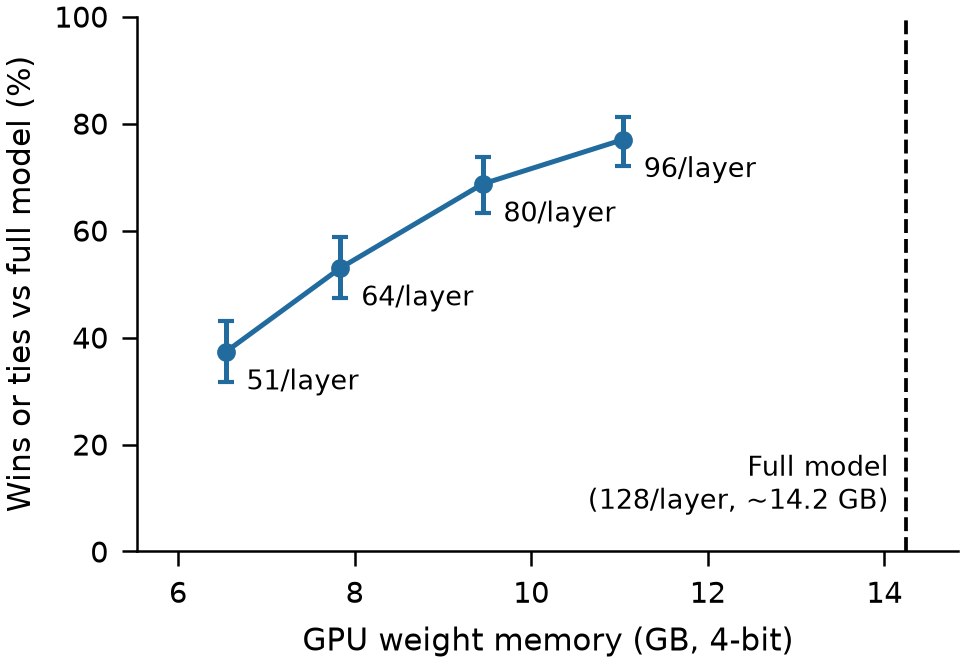 100
80
60
40
20
0
Wins or ties vs full model (%)
96/layer
80/layer
64/layer
51/layer
Full model
(128/layer, ~14.2 GB)
6 8 10 12 14
GPU weight memory (GB, 4-bit)